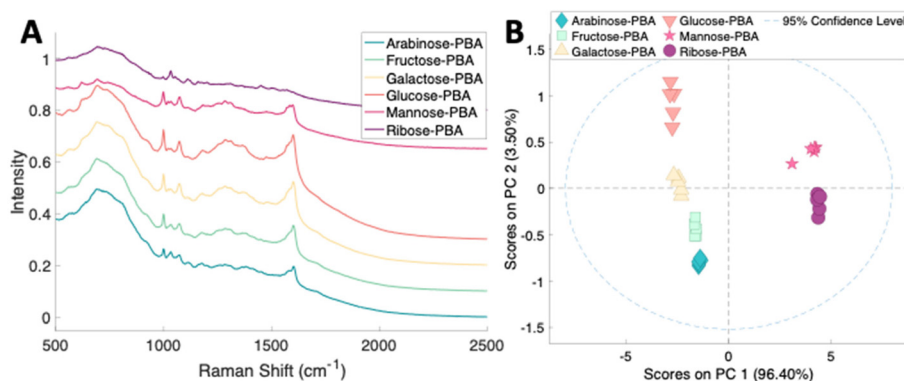 A
Intensity
1
0.8
0.6
0.4
0.2
0
500
1000
1500
2000
2500
Raman Shift (cm⁻¹)
Arabinose-PBA
Fructose-PBA
Galactose-PBA
Glucose-PBA
Mannose-PBA
Ribose-PBA
B
Arabinose-PBA
Fructose-PBA
Galactose-PBA
Glucose-PBA
Mannose-PBA
Ribose-PBA
95% Confidence Level
Scores on PC 2 (3.50%)
1.5
1
0.5
0
-0.5
-1
-1.5
-5
0
5
Scores on PC 1 (96.40%)